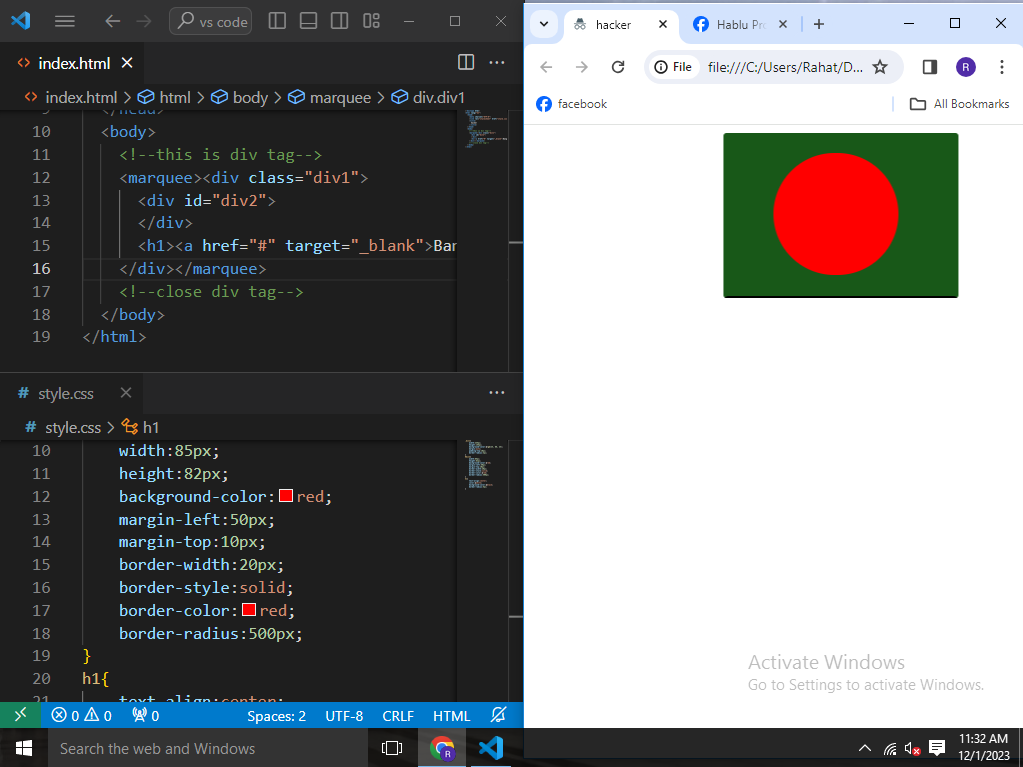 vs code
index.html
index.html > html > body > marquee > div.div1
10 <body>
11 <!--this is div tag-->
12 <marquee><div class="div1">
13 <div id="div2">
14 </div>
15 <h1><a href="#" target="_blank">Ban
16 </div></marquee>
17 <!--close div tag-->
18 </body>
19 </html>
# style.css
# style.css > h1
10 width:85px;
11 height:82px;
12 background-color:red;
13 margin-left:50px;
14 margin-top:10px;
15 border-width:20px;
16 border-style:solid;
17 border-color:red;
18 border-radius:500px;
19 }
20 h1{
21 text-align:center;
0 0 0 Spaces: 2 UTF-8 CRLF HTML
Search the web and Windows
R
hacker
Hablu Pro
File file:///C:/Users/Rahat/D...
R
facebook
All Bookmarks
Activate Windows
Go to Settings to activate Windows.
11:32 AM
12/1/2023